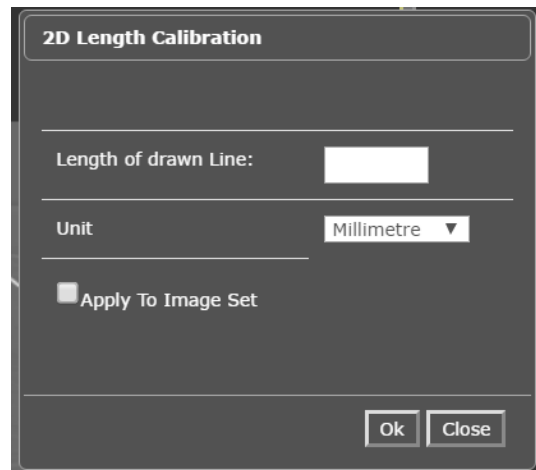 2D Length Calibration
Length of drawn Line:
Unit Millimetre ▼
Apply To Image Set
Ok Close